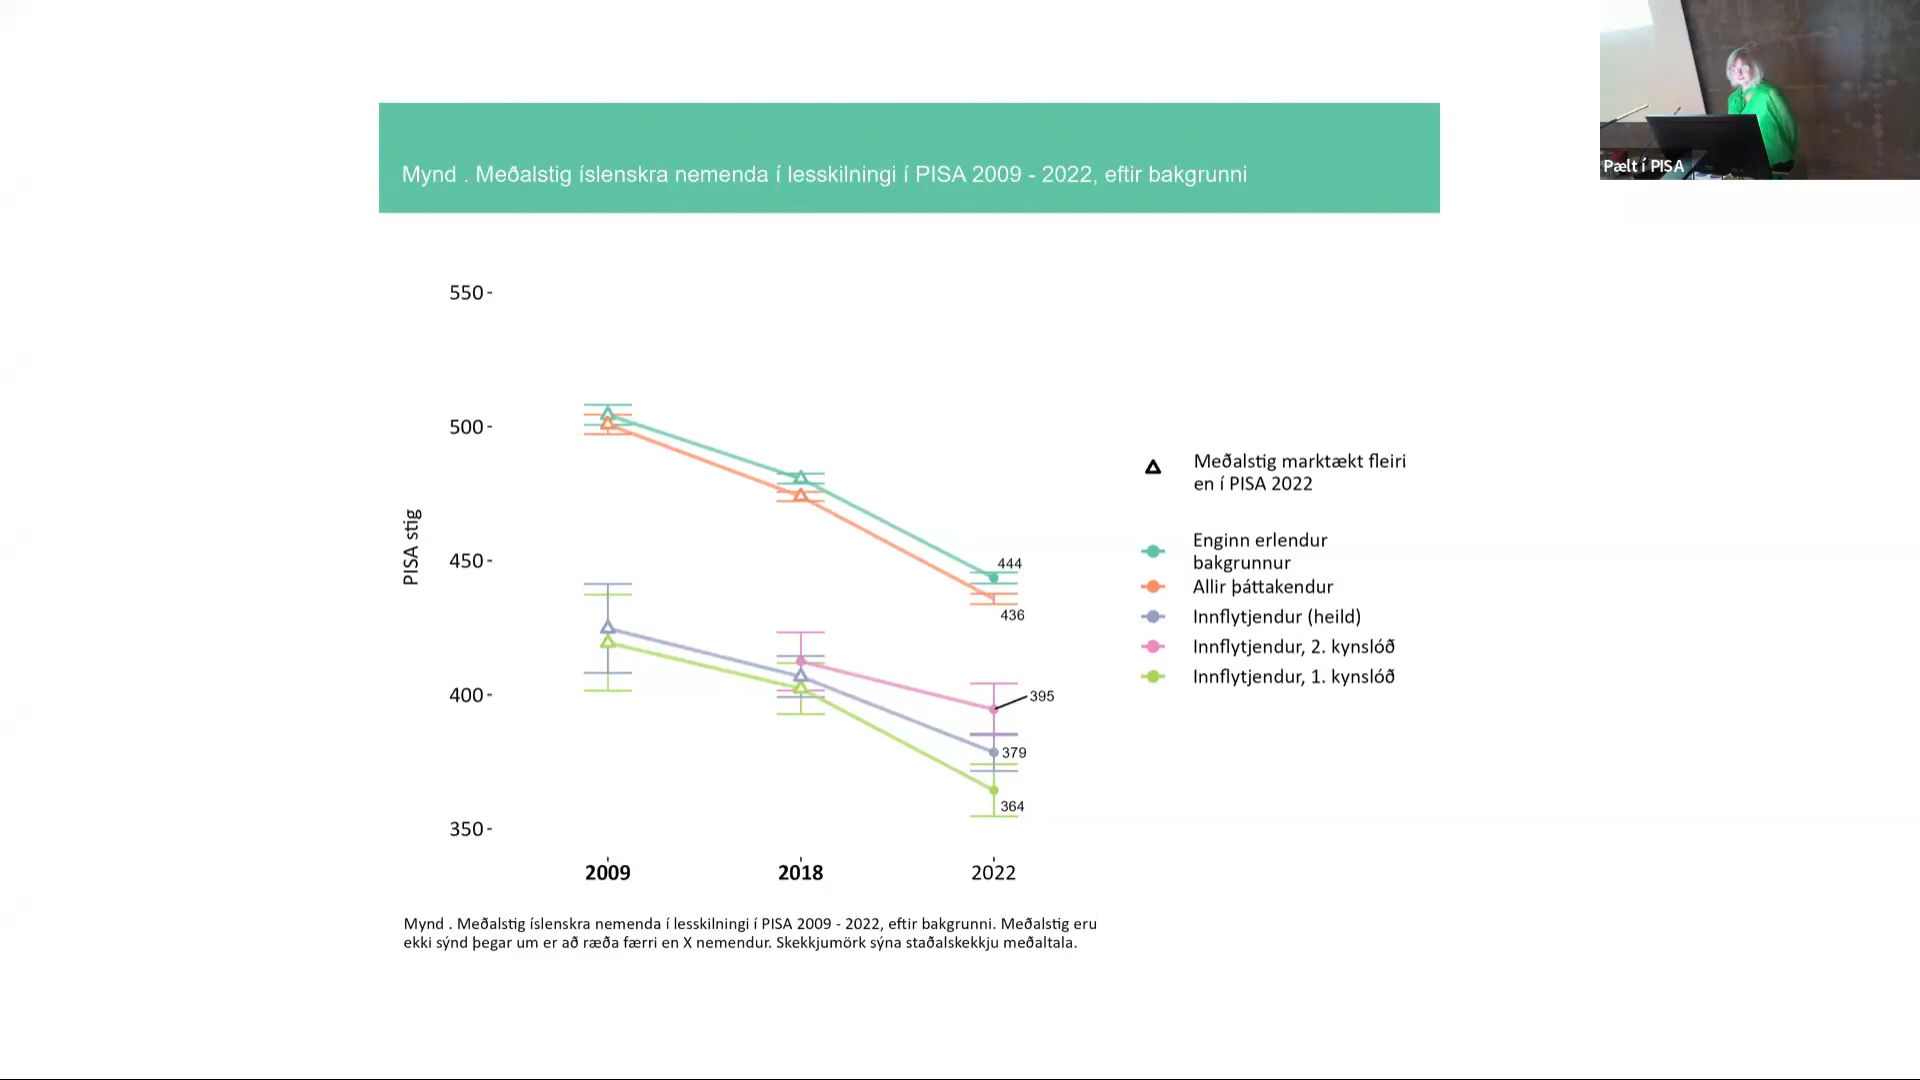 Pælt í PISA
Mynd . Meðalstig íslenskra nemenda í lesskilningi í PISA 2009 - 2022, eftir bakgrunni
550
500
450
400
350
PISA stig
444
436
395
379
364
2009
2018
2022
Meðalstig marktækt fleiri
en í PISA 2022
Enginn erlendur
bakgrunnur
Allir þáttakendur
Innflytjendur (heild)
Innflytjendur, 2. kynslóð
Innflytjendur, 1. kynslóð
Mynd . Meðalstig íslenskra nemenda í lesskilningi í PISA 2009 - 2022, eftir bakgrunni. Meðalstig eru
ekki sýnd þegar um er að ræða færri en X nemendur. Skekkjumörk sýna staðalskekkju meðaltala.